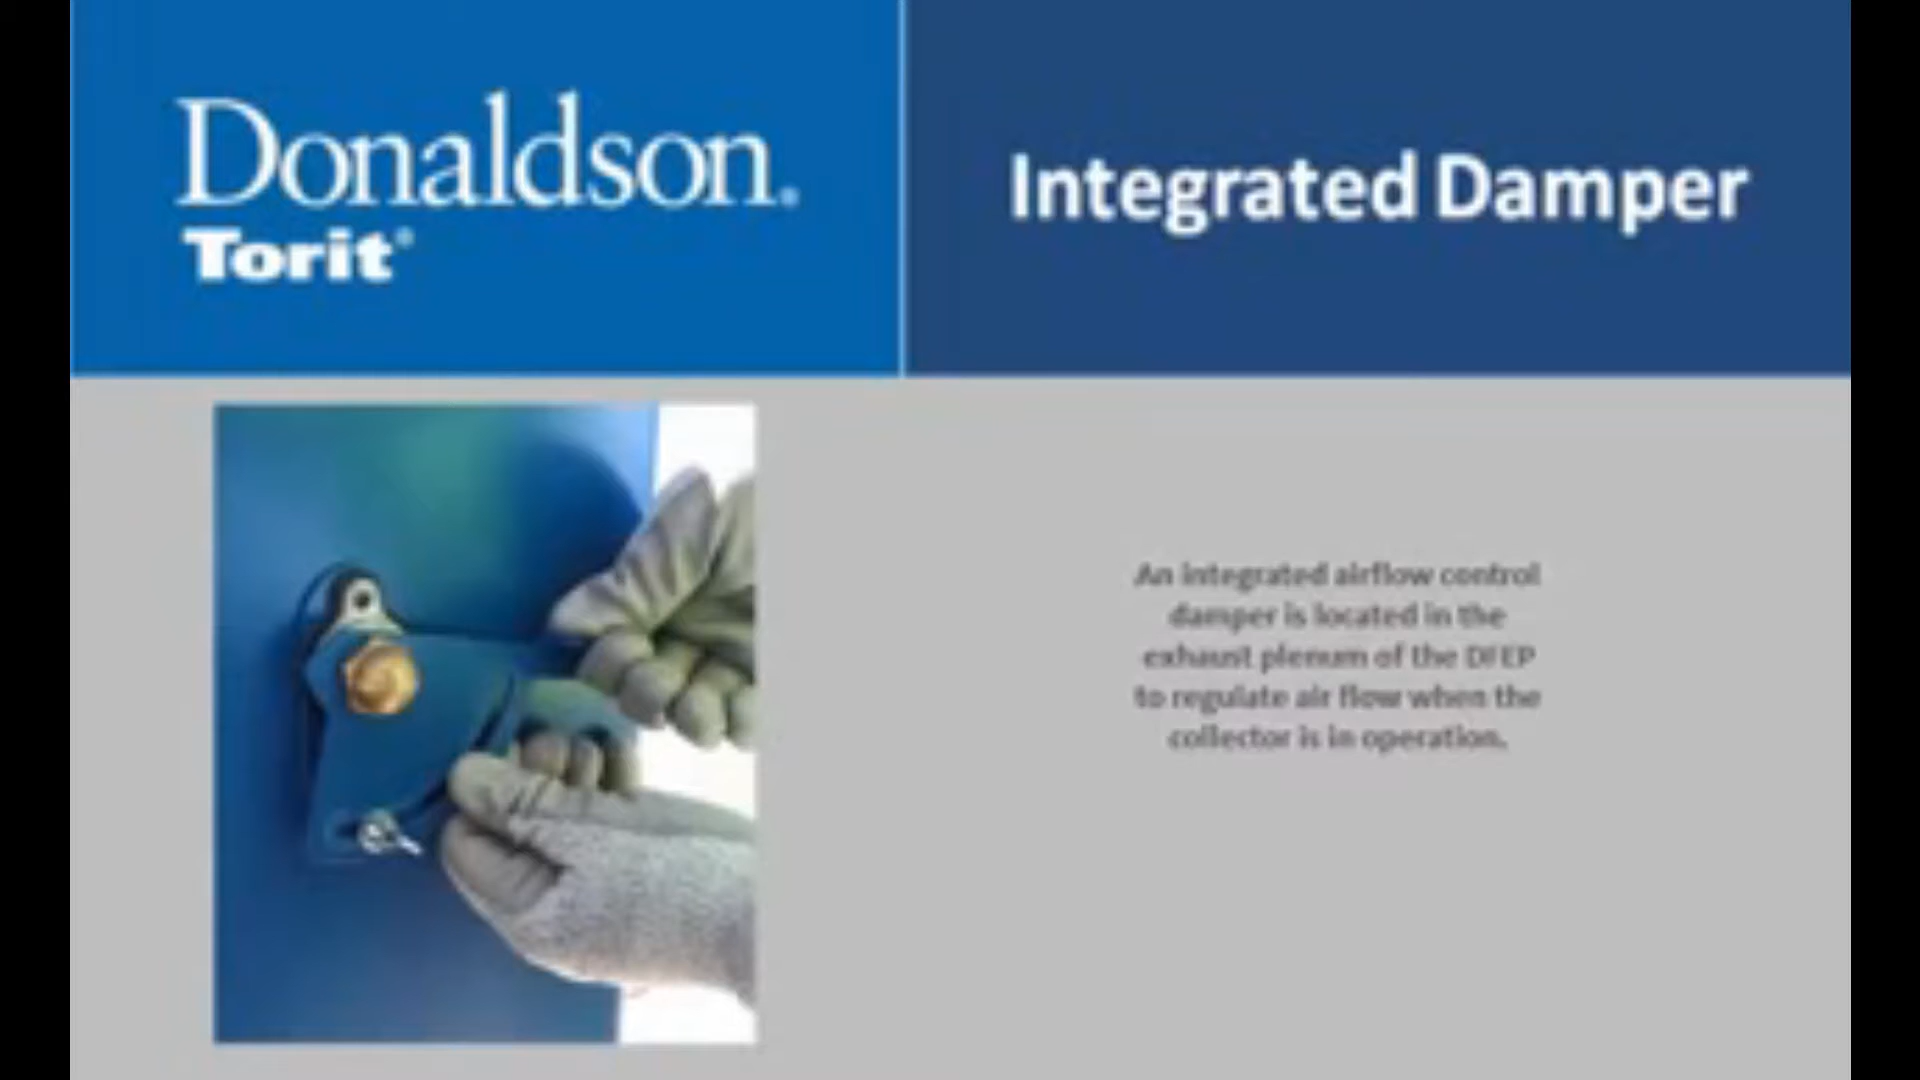 Donaldson®
Torit®
Integrated Damper
An integrated airflow control
damper is located in the
exhaust plenum of the DFEP
to regulate air flow when the
collector is in operation.